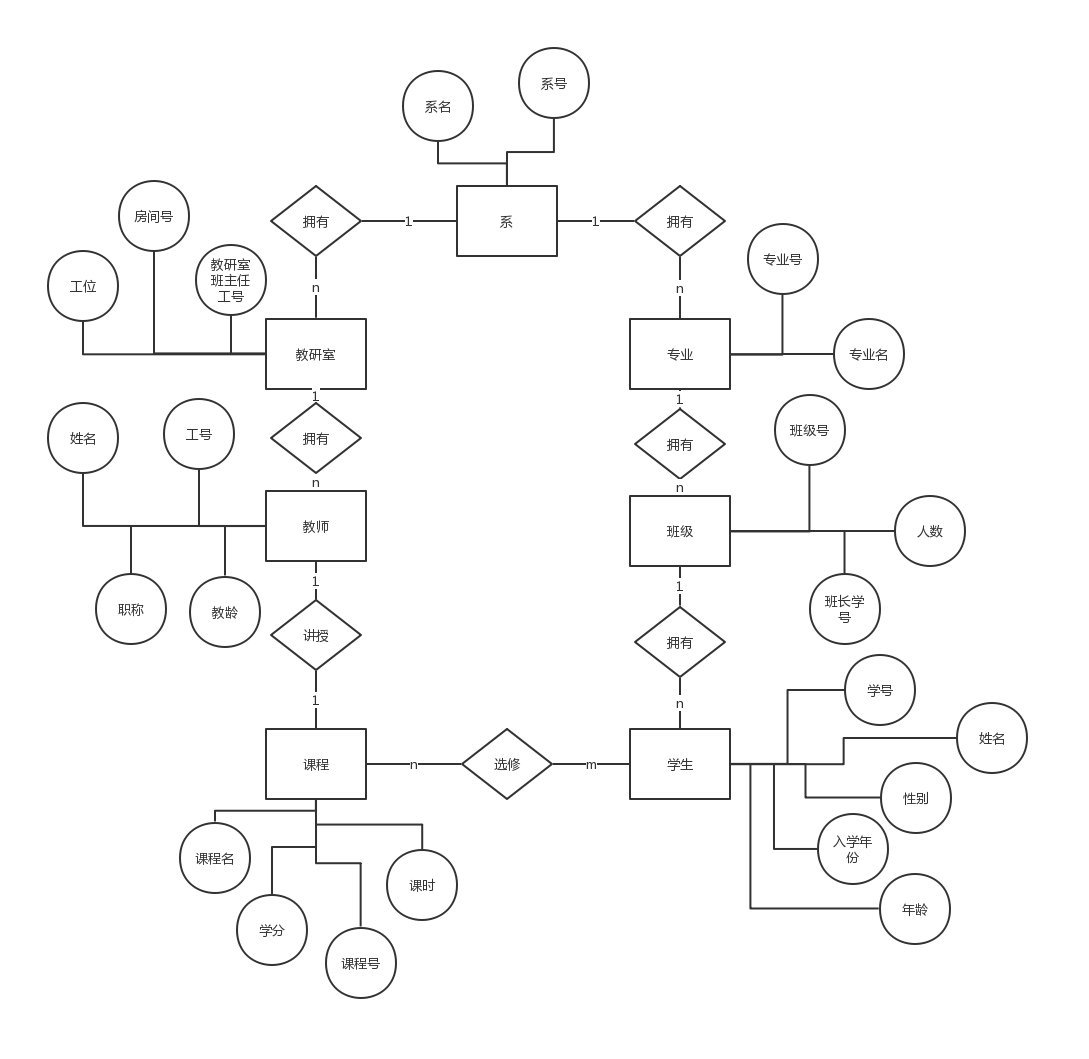 系号
系名
房间号
拥有
1
系
1
拥有
专业号
教研室
班主任
工号
工位
n
n
教研室
专业
专业名
1
1
姓名
工号
拥有
拥有
班级号
n
n
教师
班级
人数
1
1
职称
教龄
班长学
号
讲授
拥有
学号
1
n
姓名
课程
n
选修
m
学生
性别
入学年
份
课程名
课时
年龄
学分
课程号